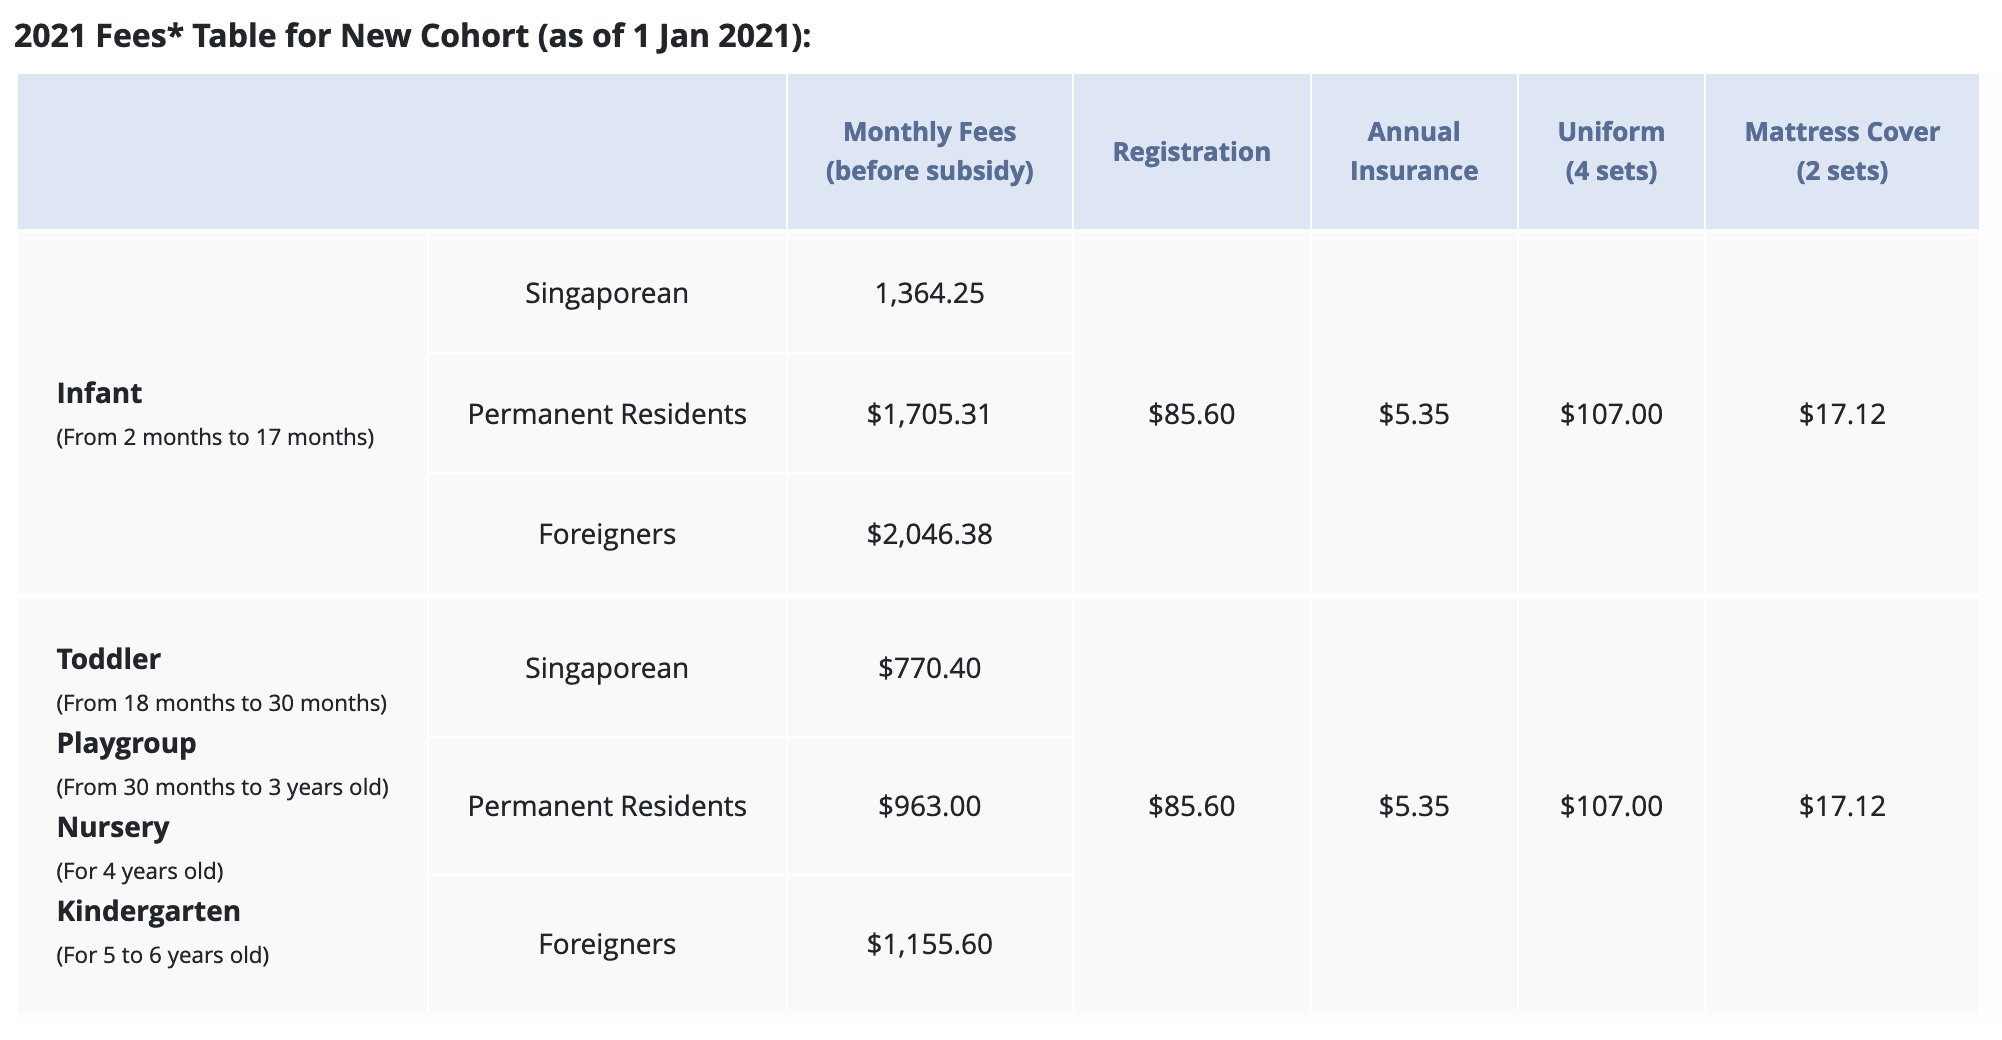 2021 Fees* Table for New Cohort (as of 1 Jan 2021):
Monthly Fees
(before subsidy)
Registration
Annual
Insurance
Uniform
(4 sets)
Mattress Cover
(2 sets)
Infant
(From 2 months to 17 months)
Singaporean
1,364.25
Permanent Residents
$1,705.31
Foreigners
$2,046.38
$85.60
$5.35
$107.00
$17.12
Toddler
(From 18 months to 30 months)
Playgroup
(From 30 months to 3 years old)
Nursery
(For 4 years old)
Kindergarten
(For 5 to 6 years old)
Singaporean
$770.40
Permanent Residents
$963.00
Foreigners
$1,155.60
$85.60
$5.35
$107.00
$17.12